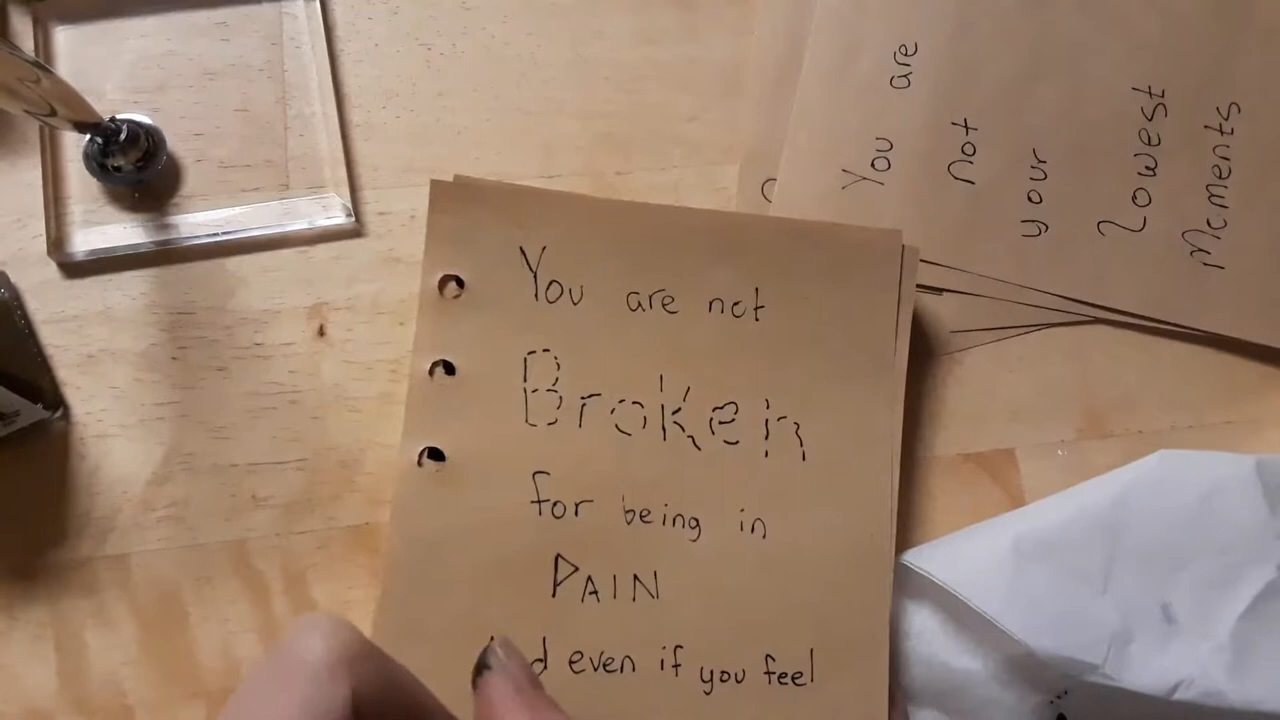 You are not
Broken
for being in
PAIN
even if you feel
You are
not
your
Lowest
Moments